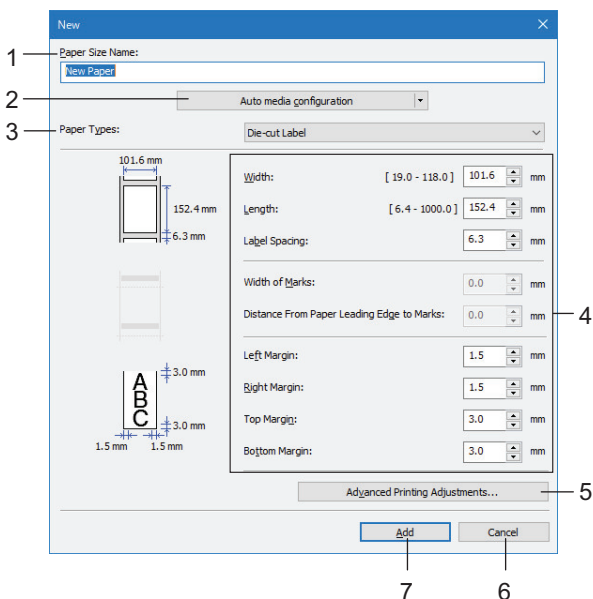 New
1
Paper Size Name:
New Paper
2
Auto media configuration
3
Paper Types:
Die-cut Label
101.6 mm
152.4 mm
6.3 mm
Width: [ 19.0 - 118.0 ] 101.6 mm
Length: [ 6.4 - 1000.0 ] 152.4 mm
Label Spacing: 6.3 mm
Width of Marks: 0.0 mm
Distance From Paper Leading Edge to Marks: 0.0 mm
4
Left Margin: 1.5 mm
Right Margin: 1.5 mm
Top Margin: 3.0 mm
Bottom Margin: 3.0 mm
3.0 mm
A
B
C
3.0 mm
1.5 mm 1.5 mm
Advanced Printing Adjustments...
5
Add
Cancel
7
6